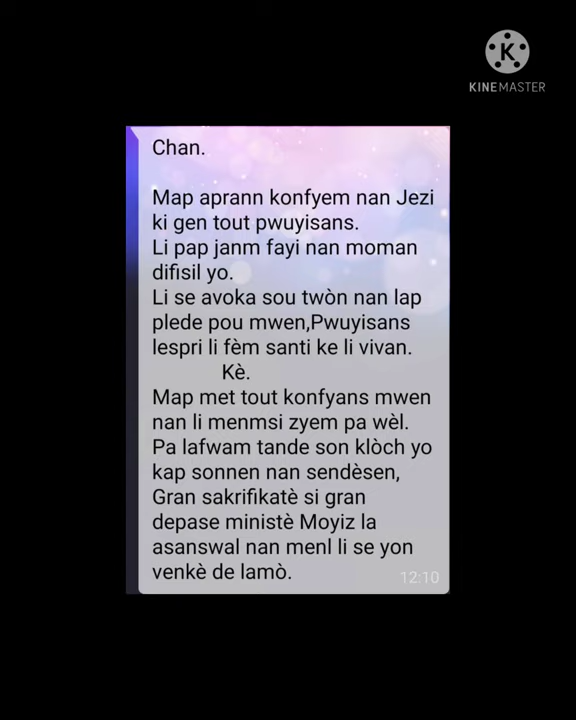 KINEMASTER
Chan.
Map aprann konfyem nan Jezi
ki gen tout pwuyisans.
Li pap janm fayi nan moman
difisil yo.
Li se avoka sou twòn nan lap
plede pou mwen,Pwuyisans
lespri li fèm santi ke li vivan.
Kè.
Map met tout konfyans mwen
nan li menmsi zyem pa wèl.
Pa lafwam tande son klòch yo
kap sonnen nan sendèsen,
Gran sakrifikatè si gran
depase ministè Moyiz la
asanswal nan menl li se yon
venkè de lamò.
12:10